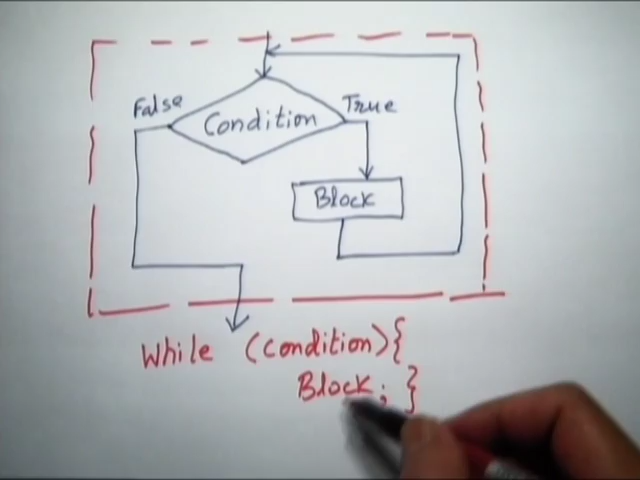 False
True
Condition
Block
While (condition){
Block; }